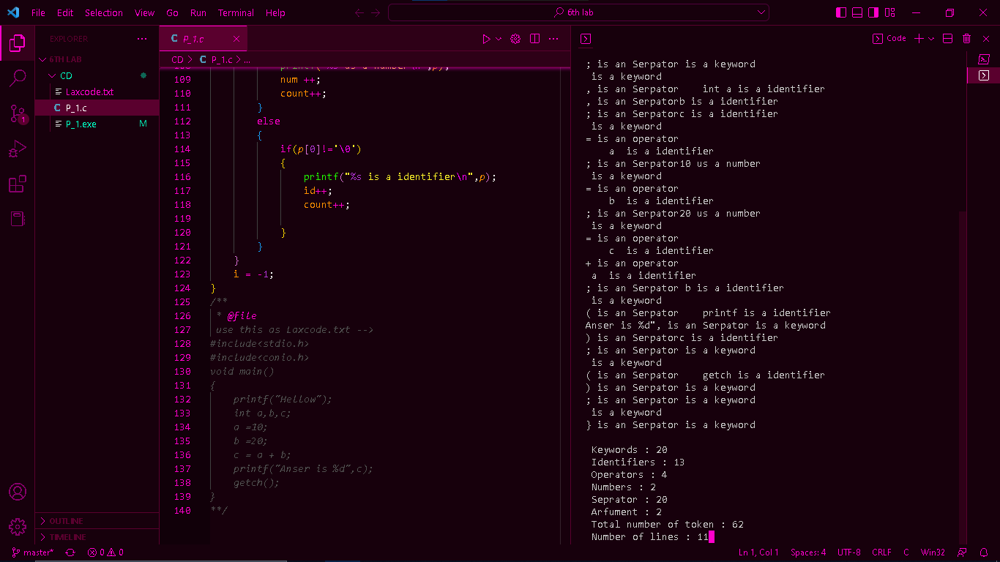 File Edit Selection View Go Run Terminal Help
6th lab
EXPLORER
6TH LAB
CD
Laxcode.txt
C P_1.c
P_1.exe M
1
OUTLINE
TIMELINE
C P_1.c
CD > C P_1.c > ...
108 printf("%s us a number\n",p);
109 num ++;
110 count++;
111 }
112 else
113 {
114 if(p[0]!='\0')
115 {
116 printf("%s is a identifier\n",p);
117 id++;
118 count++;
119
120 }
121 }
122 }
123 i = -1;
124 }
125 /**
126 * @file
127 use this as Laxcode.txt -->
128 #include<stdio.h>
129 #include<conio.h>
130 void main()
131 {
132 printf("Hellow");
133 int a,b,c;
134 a =10;
135 b =20;
136 c = a + b;
137 printf("Anser is %d",c);
138 getch();
139 }
140 **/
Code
; is an Serpator is a keyword
is a keyword
, is an Serpator    int a is a identifier
, is an Serpatorb is a identifier
; is an Serpatorc is a identifier
is a keyword
= is an operator
a  is a identifier
; is an Serpator10 us a number
is a keyword
= is an operator
b  is a identifier
; is an Serpator20 us a number
is a keyword
= is an operator
c  is a identifier
+ is an operator
a  is a identifier
; is an Serpator b is a identifier
is a keyword
( is an Serpator    printf is a identifier
Anser is %d", is an Serpator is a keyword
) is an Serpatorc is a identifier
; is an Serpator is a keyword
is a keyword
( is an Serpator    getch is a identifier
) is an Serpator is a keyword
; is an Serpator is a keyword
is a keyword
} is an Serpator is a keyword
Keywords : 20
Identifiers : 13
Operators : 4
Numbers : 2
Seprator : 20
Arfument : 2
Total number of token : 62
Number of lines : 11
master* 0 0 Ln 1, Col 1 Spaces: 4 UTF-8 CRLF C Win32